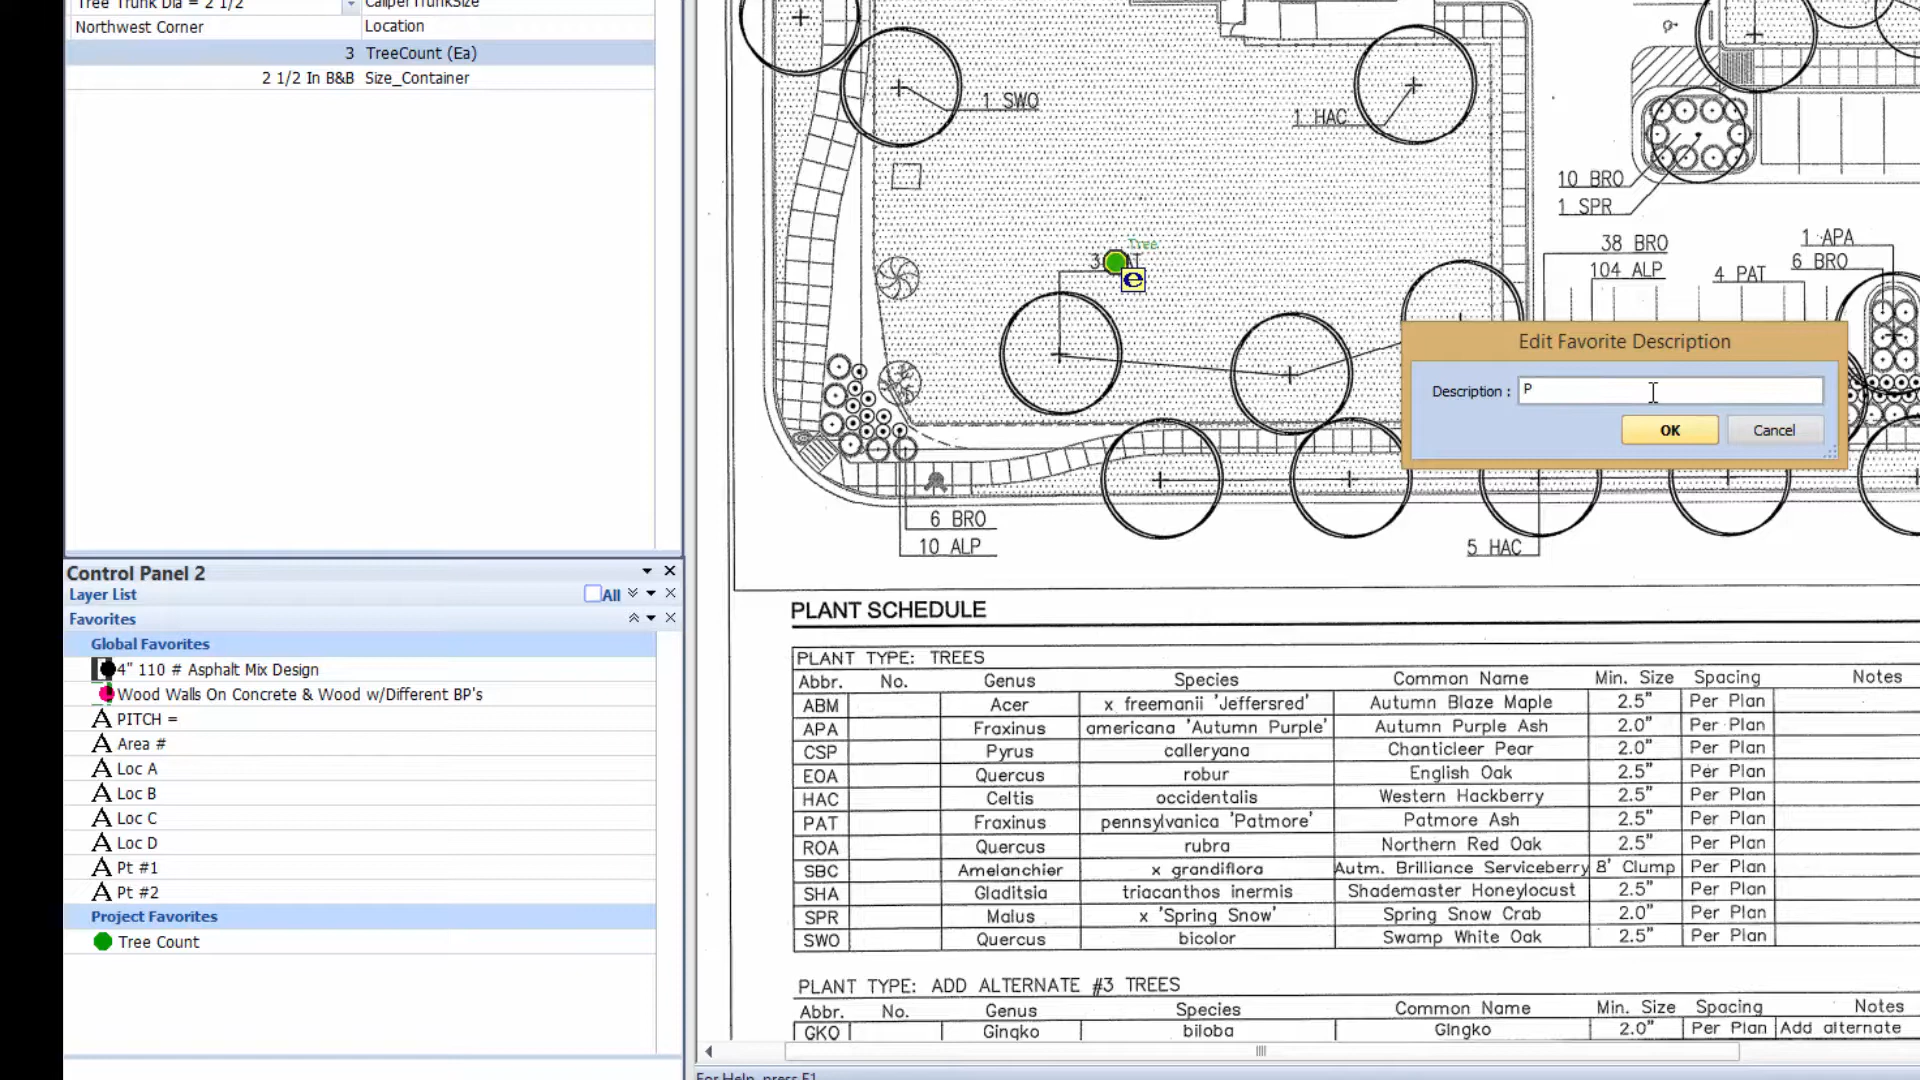 Tree Trunk Dia = 2 1/2 CaliperTrunkSize
Northwest Corner Location
3 TreeCount (Ea)
2 1/2 In B&B Size_Container
Control Panel 2
Layer List All
Favorites
Global Favorites
4" 110 # Asphalt Mix Design
Wood Walls On Concrete & Wood w/Different BP's
PITCH =
Area #
Loc A
Loc B
Loc C
Loc D
Pt #1
Pt #2
Project Favorites
Tree Count
1 SWO
1 HAC
Tree
e
10 BRO
1 SPR
38 BRO
104 ALP
4 PAT
1 APA
6 BRO
Edit Favorite Description
Description : P
OK Cancel
6 BRO
10 ALP
5 HAC
PLANT SCHEDULE
PLANT TYPE: TREES
Abbr. No. Genus Species Common Name Min. Size Spacing Notes
ABM Acer x freemanii 'Jeffersred' Autumn Blaze Maple 2.5" Per Plan
APA Fraxinus americana 'Autumn Purple' Autumn Purple Ash 2.0" Per Plan
CSP Pyrus calleryana Chanticleer Pear 2.0" Per Plan
EOA Quercus robur English Oak 2.5" Per Plan
HAC Celtis occidentalis Western Hackberry 2.5" Per Plan
PAT Fraxinus pennsylvanica 'Patmore' Patmore Ash 2.5" Per Plan
ROA Quercus rubra Northern Red Oak 2.5" Per Plan
SBC Amelanchier x grandiflora Autm. Brilliance Serviceberry 8' Clump Per Plan
SHA Gladitsia triacanthos inermis Shademaster Honeylocust 2.5" Per Plan
SPR Malus x 'Spring Snow' Spring Snow Crab 2.0" Per Plan
SWO Quercus bicolor Swamp White Oak 2.5" Per Plan
PLANT TYPE: ADD ALTERNATE #3 TREES
Abbr. No. Genus Species Common Name Min. Size Spacing Notes
GKO Gingko biloba Gingko 2.0" Per Plan Add alternate
For Help, press F1